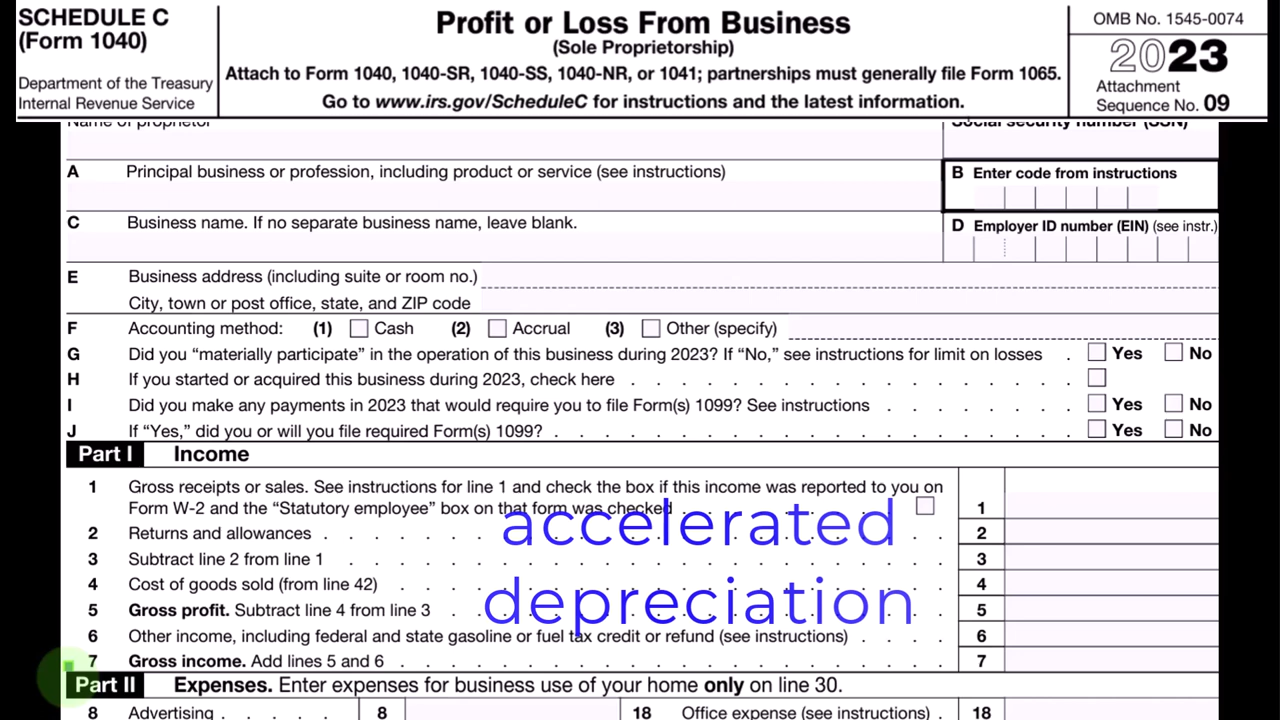 SCHEDULE C
(Form 1040)
Department of the Treasury
Internal Revenue Service
Profit or Loss From Business
(Sole Proprietorship)
Attach to Form 1040, 1040-SR, 1040-SS, 1040-NR, or 1041; partnerships must generally file Form 1065.
Go to www.irs.gov/ScheduleC for instructions and the latest information.
OMB No. 1545-0074
2023
Attachment
Sequence No. 09
Name of proprietor
Social security number (SSN)
A Principal business or profession, including product or service (see instructions)
B Enter code from instructions
C Business name. If no separate business name, leave blank.
D Employer ID number (EIN) (see instr.)
E Business address (including suite or room no.)
City, town or post office, state, and ZIP code
F Accounting method: (1) Cash (2) Accrual (3) Other (specify)
G Did you “materially participate” in the operation of this business during 2023? If “No,” see instructions for limit on losses . Yes No
H If you started or acquired this business during 2023, check here
I Did you make any payments in 2023 that would require you to file Form(s) 1099? See instructions Yes No
J If “Yes,” did you or will you file required Form(s) 1099? Yes No
Part I Income
1 Gross receipts or sales. See instructions for line 1 and check the box if this income was reported to you on
Form W-2 and the “Statutory employee” box on that form was checked 1
2 Returns and allowances 2
3 Subtract line 2 from line 1 3
4 Cost of goods sold (from line 42) 4
5 Gross profit. Subtract line 4 from line 3 5
6 Other income, including federal and state gasoline or fuel tax credit or refund (see instructions) 6
7 Gross income. Add lines 5 and 6 7
accelerated
depreciation
Part II Expenses. Enter expenses for business use of your home only on line 30.
8 Advertising 8 18 Office expense (see instructions) 18